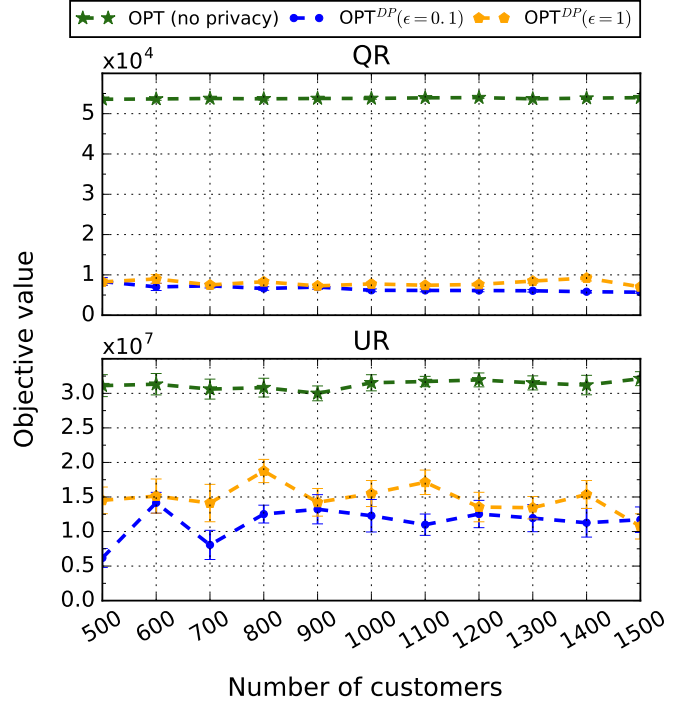 OPT (no privacy) OPT^DP(ϵ = 0.1) OPT^DP(ϵ = 1)
x10^4 QR
5
4
3
2
1
0
Objective value
x10^7 UR
3.0
2.5
2.0
1.5
1.0
0.5
0.0
500 600 700 800 900 1000 1100 1200 1300 1400 1500
Number of customers